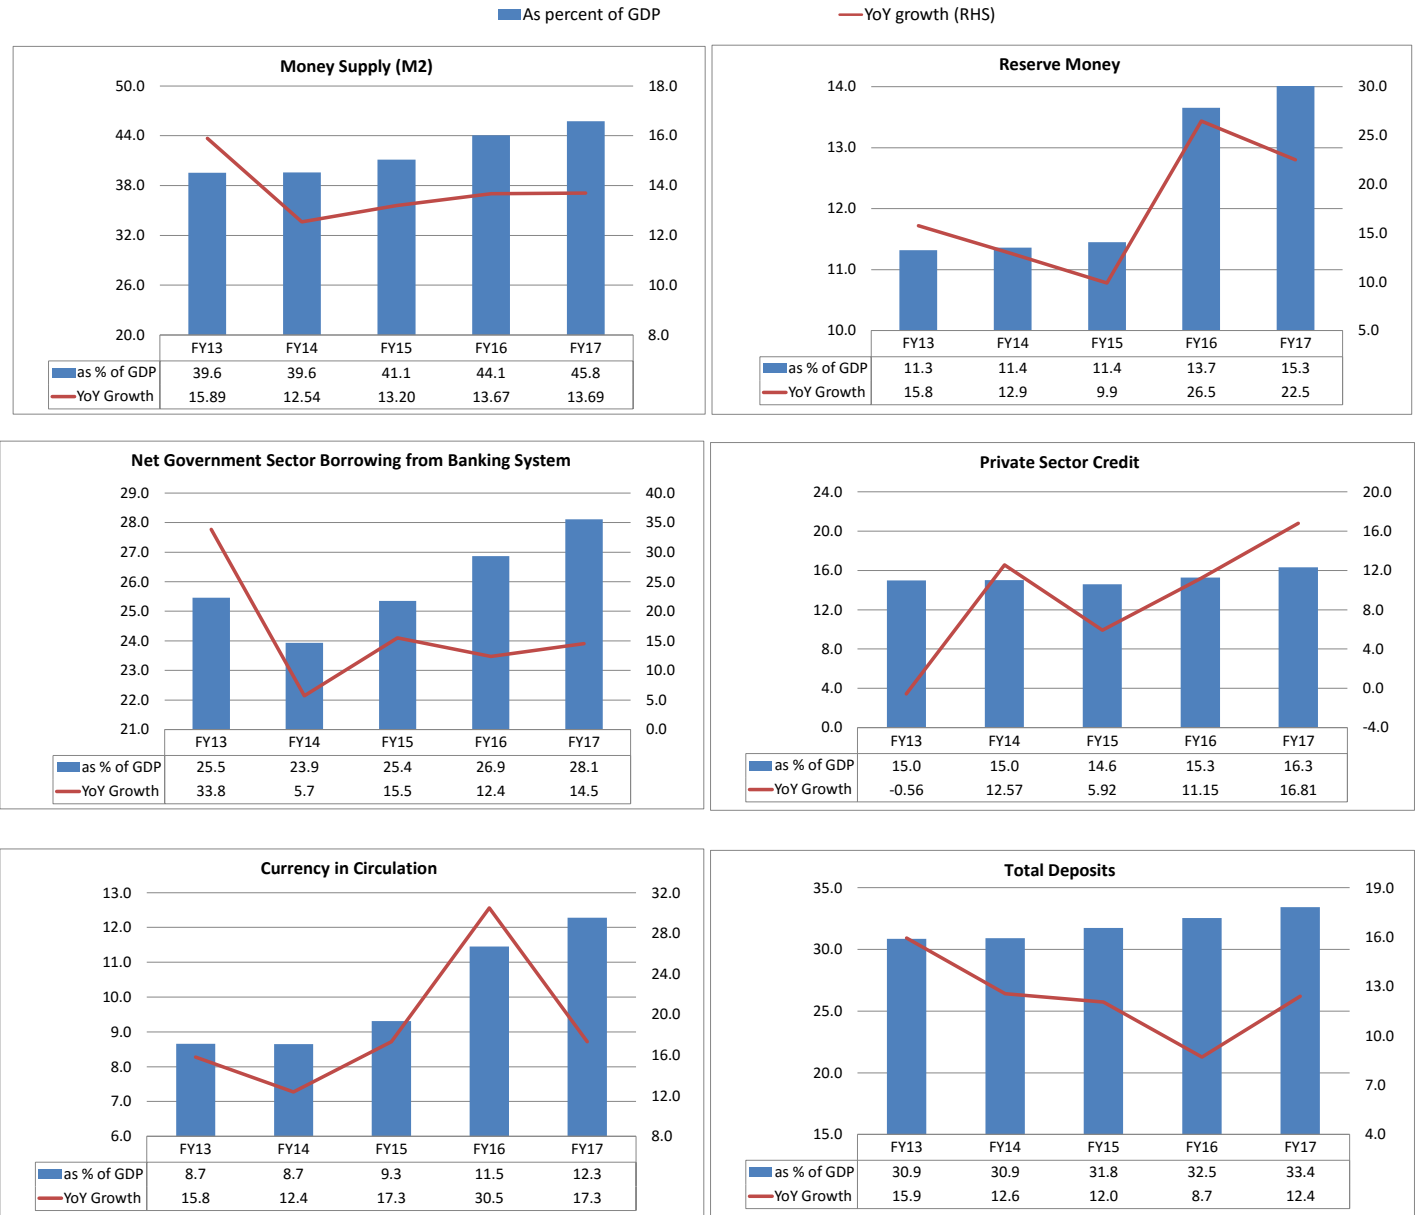 As percent of GDP YoY growth (RHS)
Money Supply (M2)
50.0 18.0
44.0 16.0
38.0 14.0
32.0 12.0
26.0 10.0
20.0 8.0
FY13 FY14 FY15 FY16 FY17
as % of GDP 39.6 39.6 41.1 44.1 45.8
YoY Growth 15.89 12.54 13.20 13.67 13.69
Reserve Money
14.0 30.0
25.0
13.0
20.0
12.0
15.0
11.0
10.0
10.0 5.0
FY13 FY14 FY15 FY16 FY17
as % of GDP 11.3 11.4 11.4 13.7 15.3
YoY Growth 15.8 12.9 9.9 26.5 22.5
Net Government Sector Borrowing from Banking System
29.0 40.0
28.0 35.0
27.0 30.0
26.0 25.0
25.0 20.0
24.0 15.0
23.0 10.0
22.0 5.0
21.0 0.0
FY13 FY14 FY15 FY16 FY17
as % of GDP 25.5 23.9 25.4 26.9 28.1
YoY Growth 33.8 5.7 15.5 12.4 14.5
Private Sector Credit
24.0 20.0
20.0 16.0
16.0 12.0
12.0 8.0
8.0 4.0
4.0 0.0
0.0 -4.0
FY13 FY14 FY15 FY16 FY17
as % of GDP 15.0 15.0 14.6 15.3 16.3
YoY Growth -0.56 12.57 5.92 11.15 16.81
Currency in Circulation
13.0 32.0
12.0 28.0
11.0 24.0
10.0
20.0
9.0
16.0
8.0
7.0 12.0
6.0 8.0
FY13 FY14 FY15 FY16 FY17
as % of GDP 8.7 8.7 9.3 11.5 12.3
YoY Growth 15.8 12.4 17.3 30.5 17.3
Total Deposits
35.0 19.0
30.0 16.0
25.0 13.0
10.0
20.0 7.0
15.0 4.0
FY13 FY14 FY15 FY16 FY17
as % of GDP 30.9 30.9 31.8 32.5 33.4
YoY Growth 15.9 12.6 12.0 8.7 12.4